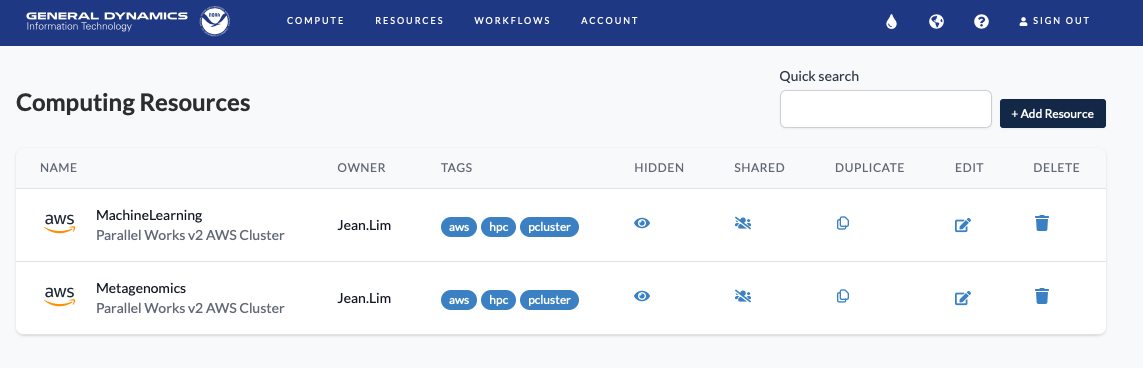 GENERAL DYNAMICS
Information Technology
NOAA
COMPUTE RESOURCES WORKFLOWS ACCOUNT SIGN OUT
Quick search
Computing Resources
+ Add Resource
NAME OWNER TAGS HIDDEN SHARED DUPLICATE EDIT DELETE
aws MachineLearning Jean.Lim aws hpc pcluster
Parallel Works v2 AWS Cluster
aws Metagenomics Jean.Lim aws hpc pcluster
Parallel Works v2 AWS Cluster